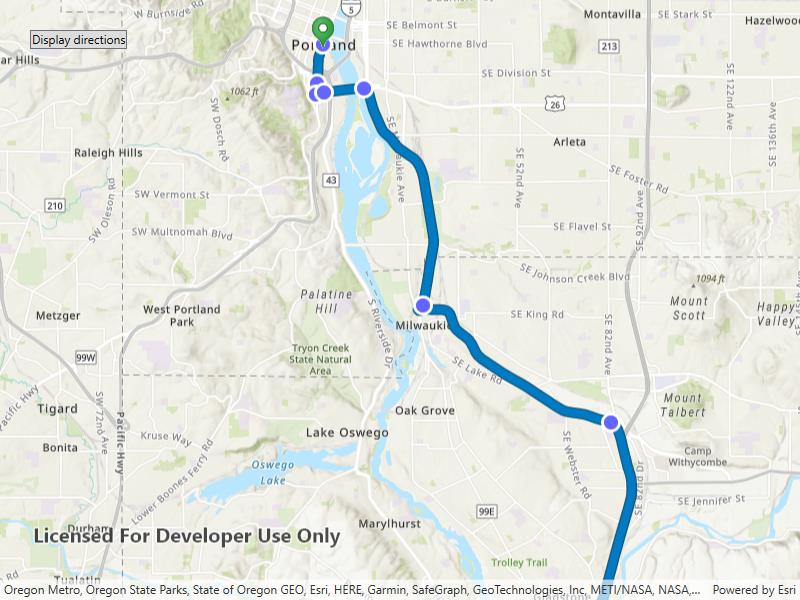 W Burnside Rd
5
Montavilla
SE Stark St
Hazelwood
SE Belmont St
Display directions
Portland
SE Hawthorne Blvd
213
ar Hills
SE Division St
1062 ft
26
SE 122nd Ave
SE 136th Ave
SW Dosch Rd
Arleta
Raleigh Hills
SE Milwaukie Ave
SE 52nd Ave
SE Foster Rd
43
SW Vermont St
210
SW Oleson Rd
SE Flavel St
SE 92nd Ave
SW Multnomah Blvd
SE Johnson Creek Blvd
1094 ft
Palatine
Hill
Mount
Scott
Happy
Valley
Metzger
West Portland
Park
S Riverside Dr
Milwaukie
SE King Rd
SE 82nd Ave
99W
Tryon Creek
State Natural
Area
SE Lake Rd
Pacific Hwy
SW 72nd Ave
Tigard
Pacific Hwy
Mount
Talbert
Oak Grove
Lake Oswego
Kruse Way
Bonita
SE Webster Rd
Camp
Withycombe
Lower Boones Ferry Rd
Oswego
Lake
SE 82nd Dr
SE Jennifer St
99E
Marylhurst
Durham
Licensed For Developer Use Only
Tualatin
Trolley Trail
Gladstone
Oregon Metro, Oregon State Parks, State of Oregon GEO, Esri, HERE, Garmin, SafeGraph, GeoTechnologies, Inc, METI/NASA, NASA,...
Powered by Esri